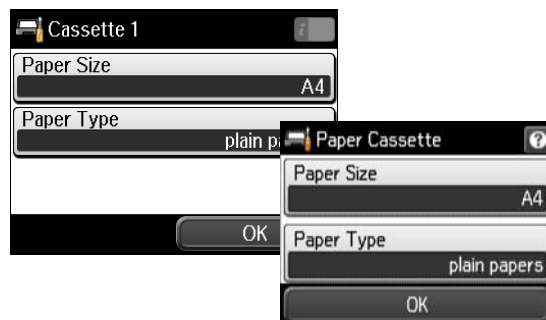 Cassette 1
Paper Size
A4
Paper Type
plain
OK
Paper Cassette
?
Paper Size
A4
Paper Type
plain papers
OK